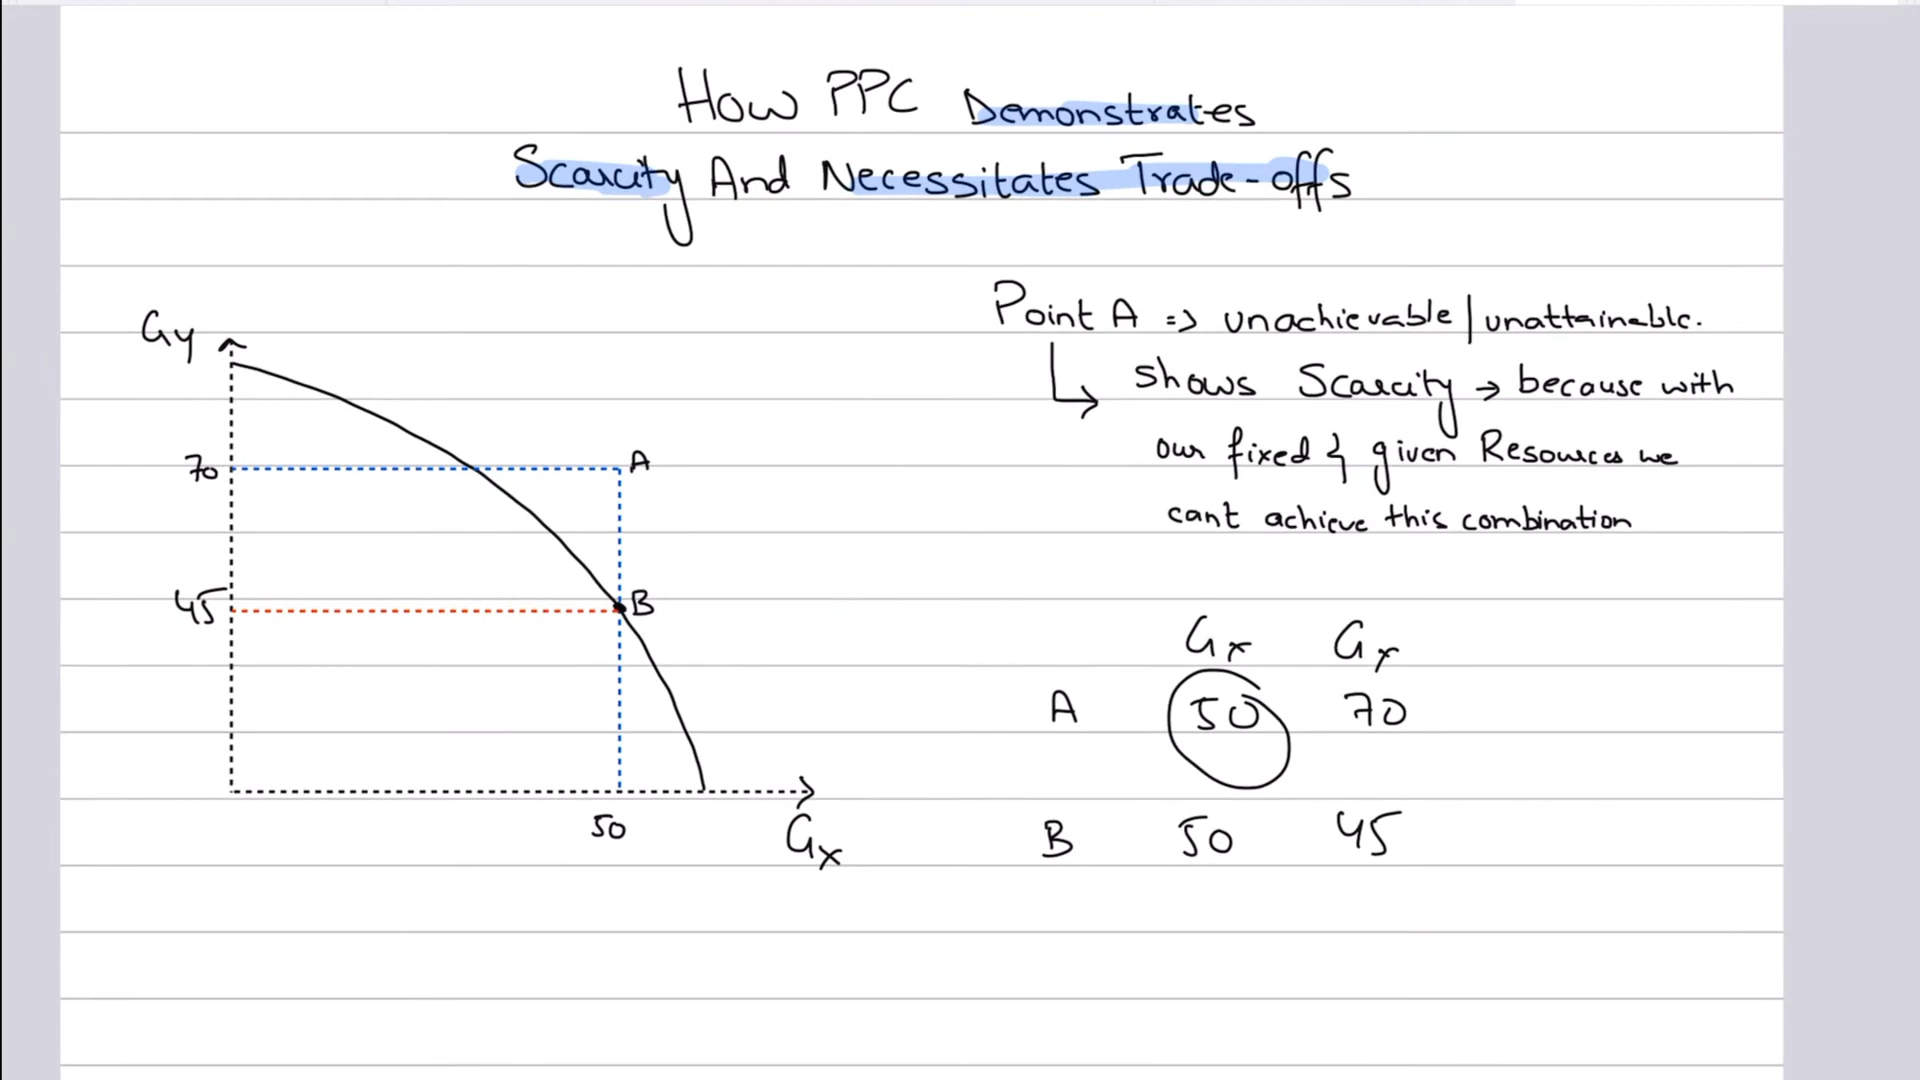 How PPC Demonstrates
Scarcity And Necessitates Trade-offs
Gy
70
A
45
B
50
Gx
Point A => unachievable/unattainable.
shows Scarcity → because with
our fixed & given Resources we
cant achieve this combination
Gx Gx
A 50 70
B 50 45